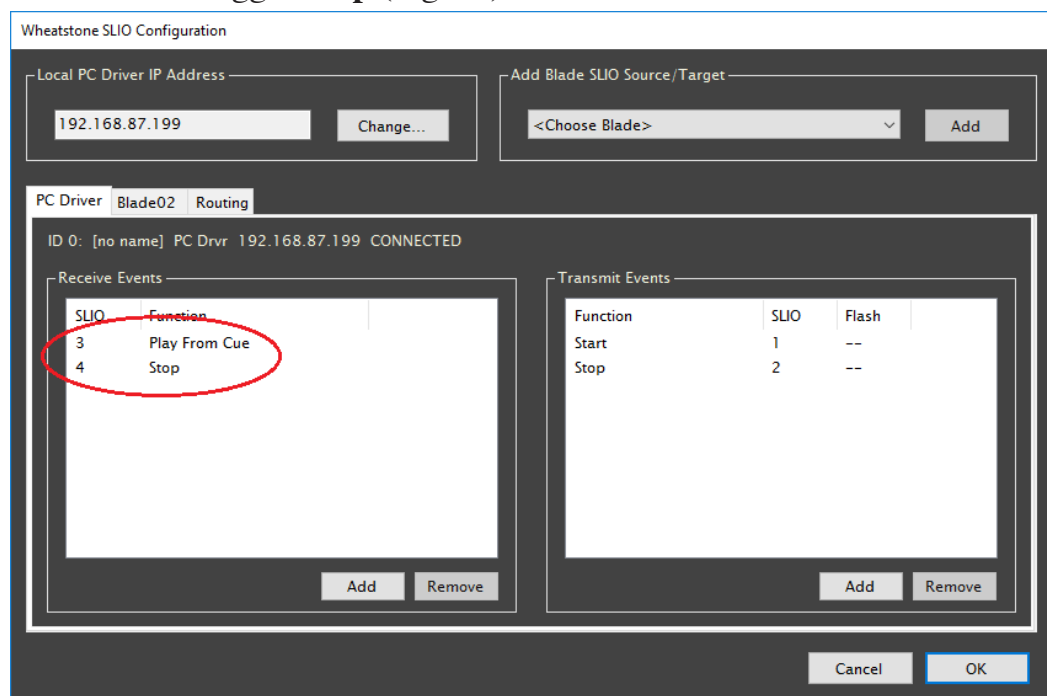 Wheatstone SLIO Configuration
Local PC Driver IP Address
192.168.87.199 Change...
Add Blade SLIO Source/Target
<Choose Blade> Add
PC Driver Blade02 Routing
ID 0: [no name] PC Drvr 192.168.87.199 CONNECTED
Receive Events
SLIO Function
3 Play From Cue
4 Stop
Add Remove
Transmit Events
Function SLIO Flash
Start 1 --
Stop 2 --
Add Remove
Cancel OK